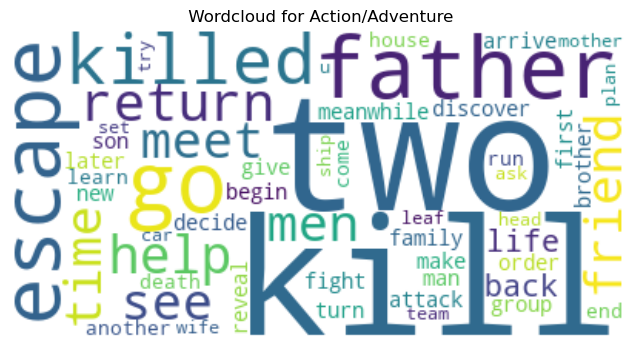 Wordcloud for Action/Adventure
escape
killed
try
father
house
arrive
mother
return
u
meanwhile
discover
plan
set
son
meet
two
first
brother
friend
later
learn
new
go
give
ship
come
run
ask
begin
time
help
see
car
decide
men
leaf
head
family
life
death
reveal
kill
fight
make
man
order
back
turn
attack
team
group
end
another
wife